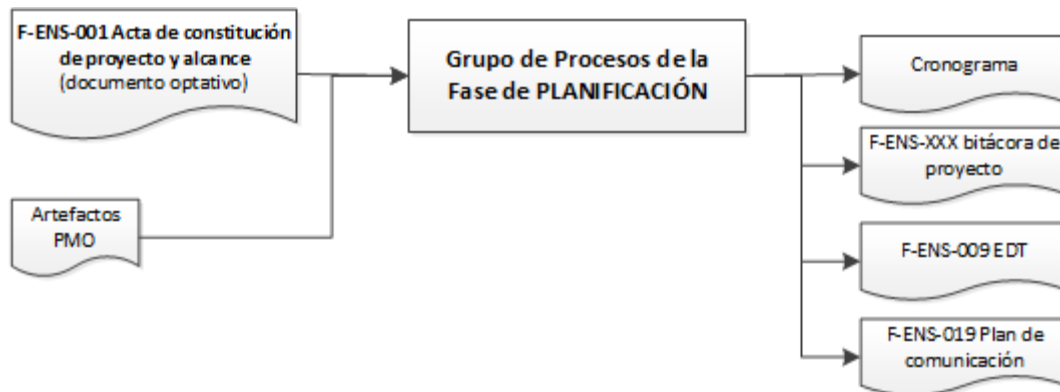 F-ENS-001 Acta de constitución
de proyecto y alcance
(documento optativo)
Artefactos
PMO
Grupo de Procesos de la
Fase de PLANIFICACIÓN
Cronograma
F-ENS-XXX bitácora de
proyecto
F-ENS-009 EDT
F-ENS-019 Plan de
comunicación